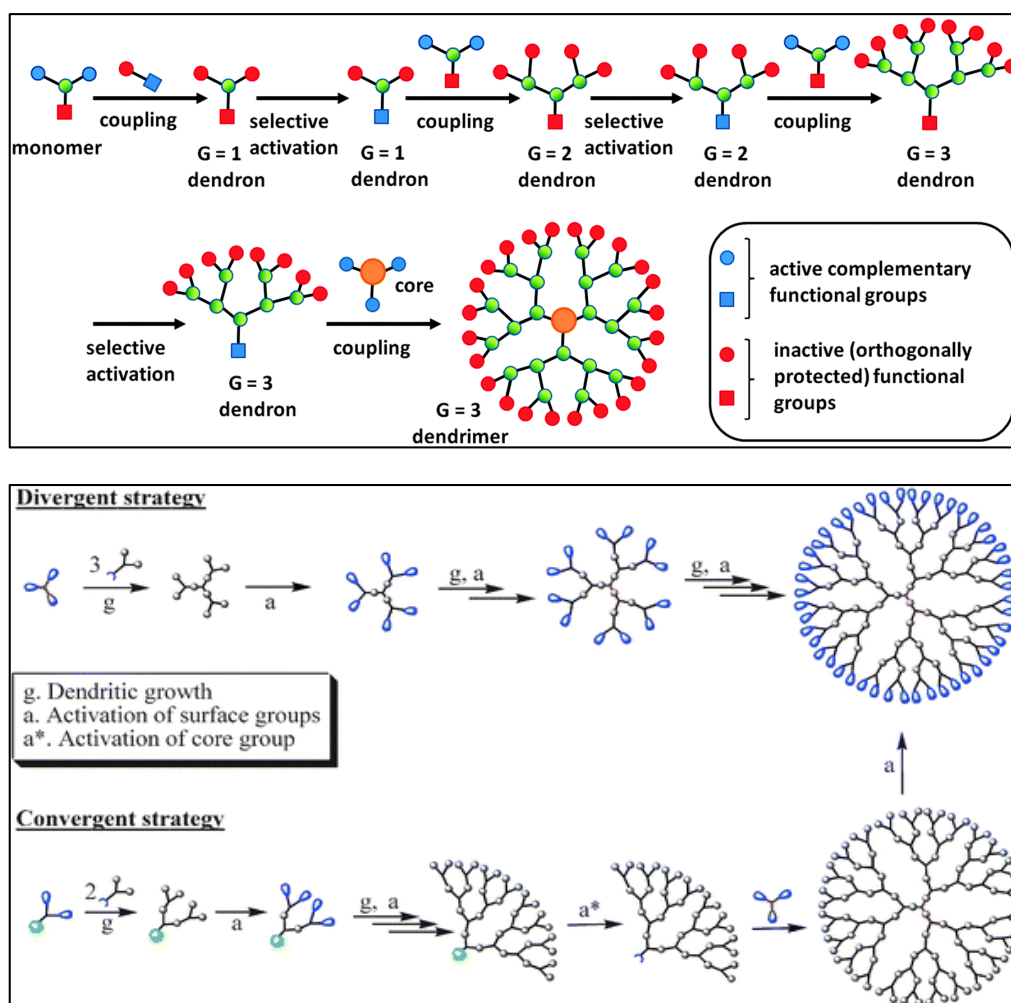 monomer
coupling
G = 1
dendron
selective
activation
G = 1
dendron
coupling
G = 2
dendron
selective
activation
G = 2
dendron
coupling
G = 3
dendron
selective
activation
G = 3
dendron
core
coupling
G = 3
dendrimer
active complementary
functional groups
inactive (orthogonally
protected) functional
groups
Divergent strategy
3
g
a
g, a
g, a
g. Dendritic growth
a. Activation of surface groups
a*. Activation of core group
a
Convergent strategy
2
g
a
g, a
a*